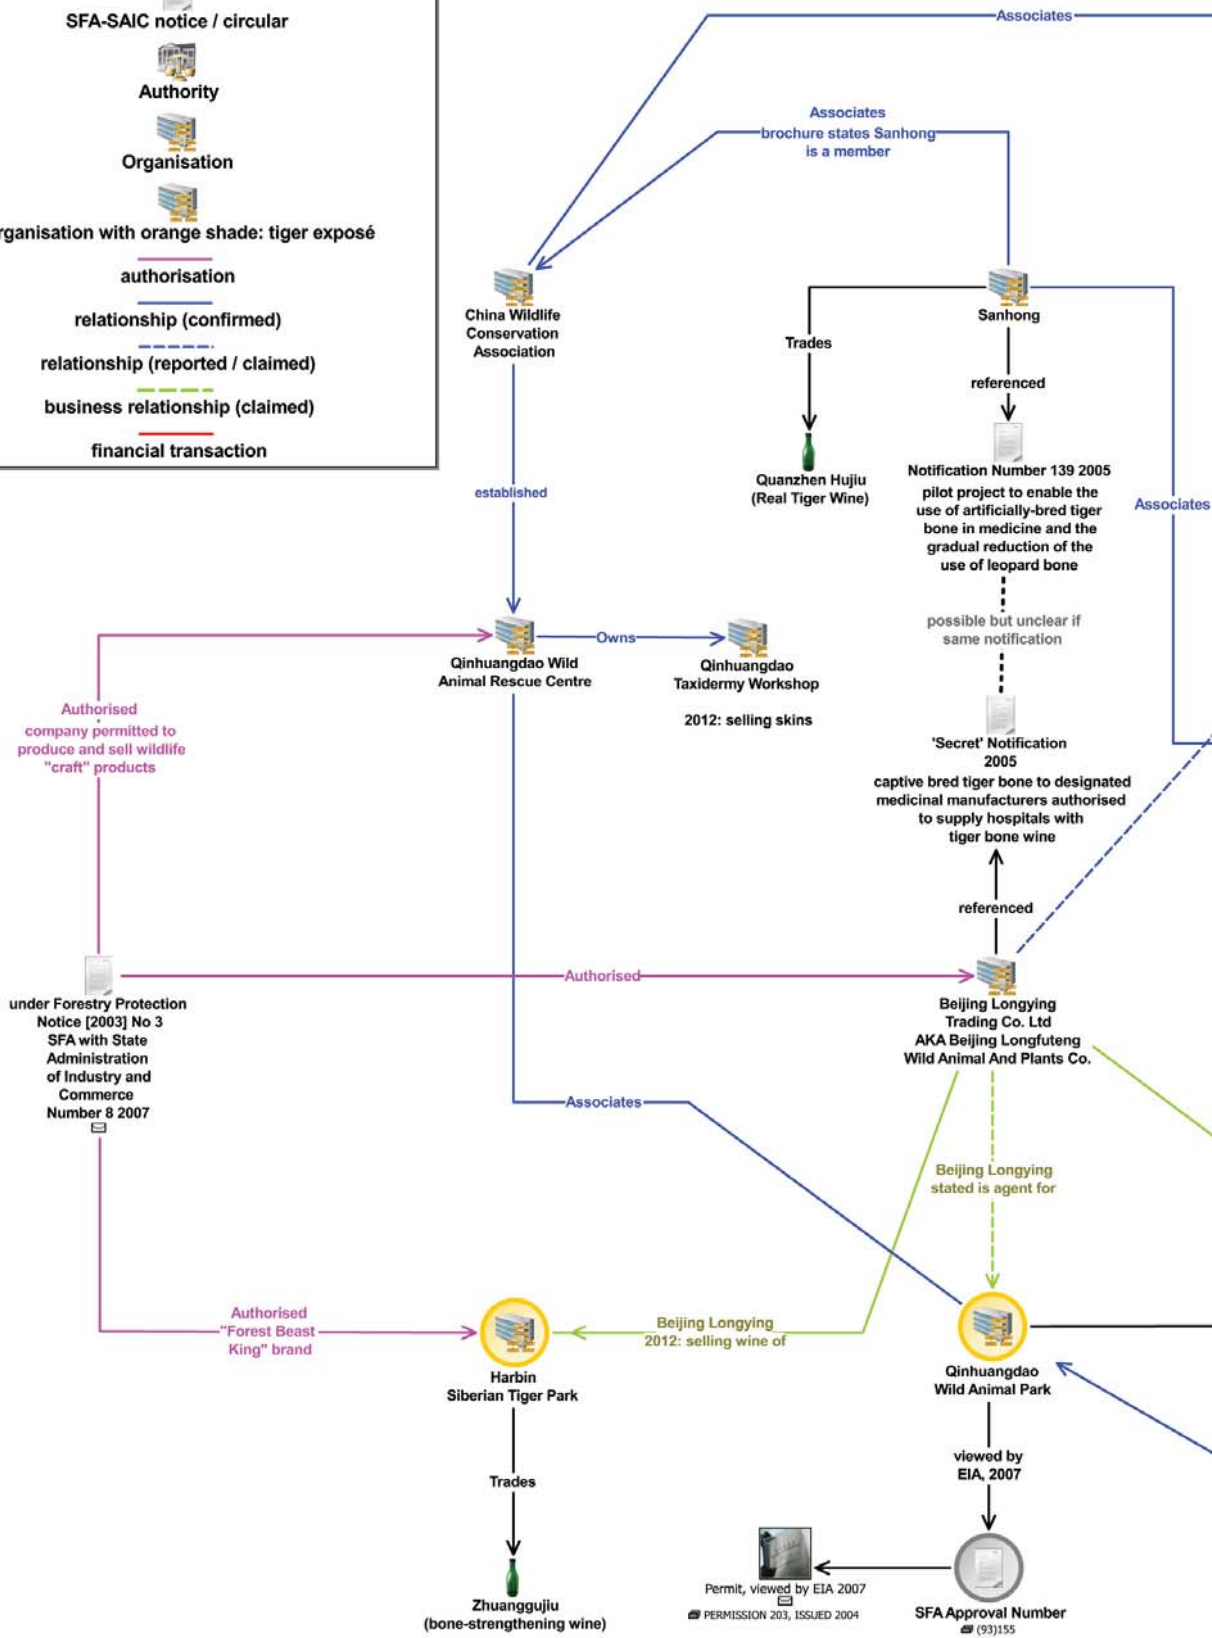 SFA-SAIC notice / circular
Authority
Organisation
rganisation with orange shade: tiger exposé
authorisation
relationship (confirmed)
relationship (reported / claimed)
business relationship (claimed)
financial transaction
Associates
Associates
brochure states Sanhong
is a member
China Wildlife
Conservation
Association
Sanhong
Trades
referenced
Quanzhen Hujiu
(Real Tiger Wine)
Notification Number 139 2005
pilot project to enable the
use of artificially-bred tiger
bone in medicine and the
gradual reduction of the
use of leopard bone
Associates
established
possible but unclear if
same notification
Qinhuangdao Wild
Animal Rescue Centre
Owns
Qinhuangdao
Taxidermy Workshop
2012: selling skins
Authorised
company permitted to
produce and sell wildlife
"craft" products
'Secret' Notification
2005
captive bred tiger bone to designated
medicinal manufacturers authorised
to supply hospitals with
tiger bone wine
referenced
under Forestry Protection
Notice [2003] No 3
SFA with State
Administration
of Industry and
Commerce
Number 8 2007
Authorised
Beijing Longying
Trading Co. Ltd
AKA Beijing Longfuteng
Wild Animal And Plants Co.
Associates
Beijing Longying
stated is agent for
Authorised
"Forest Beast
King" brand
Beijing Longying
2012: selling wine of
Harbin
Siberian Tiger Park
Qinhuangdao
Wild Animal Park
Trades
viewed by
EIA, 2007
Zhuanggujiu
(bone-strengthening wine)
Permit, viewed by EIA 2007
PERMISSION 203, ISSUED 2004
SFA Approval Number
(93)155